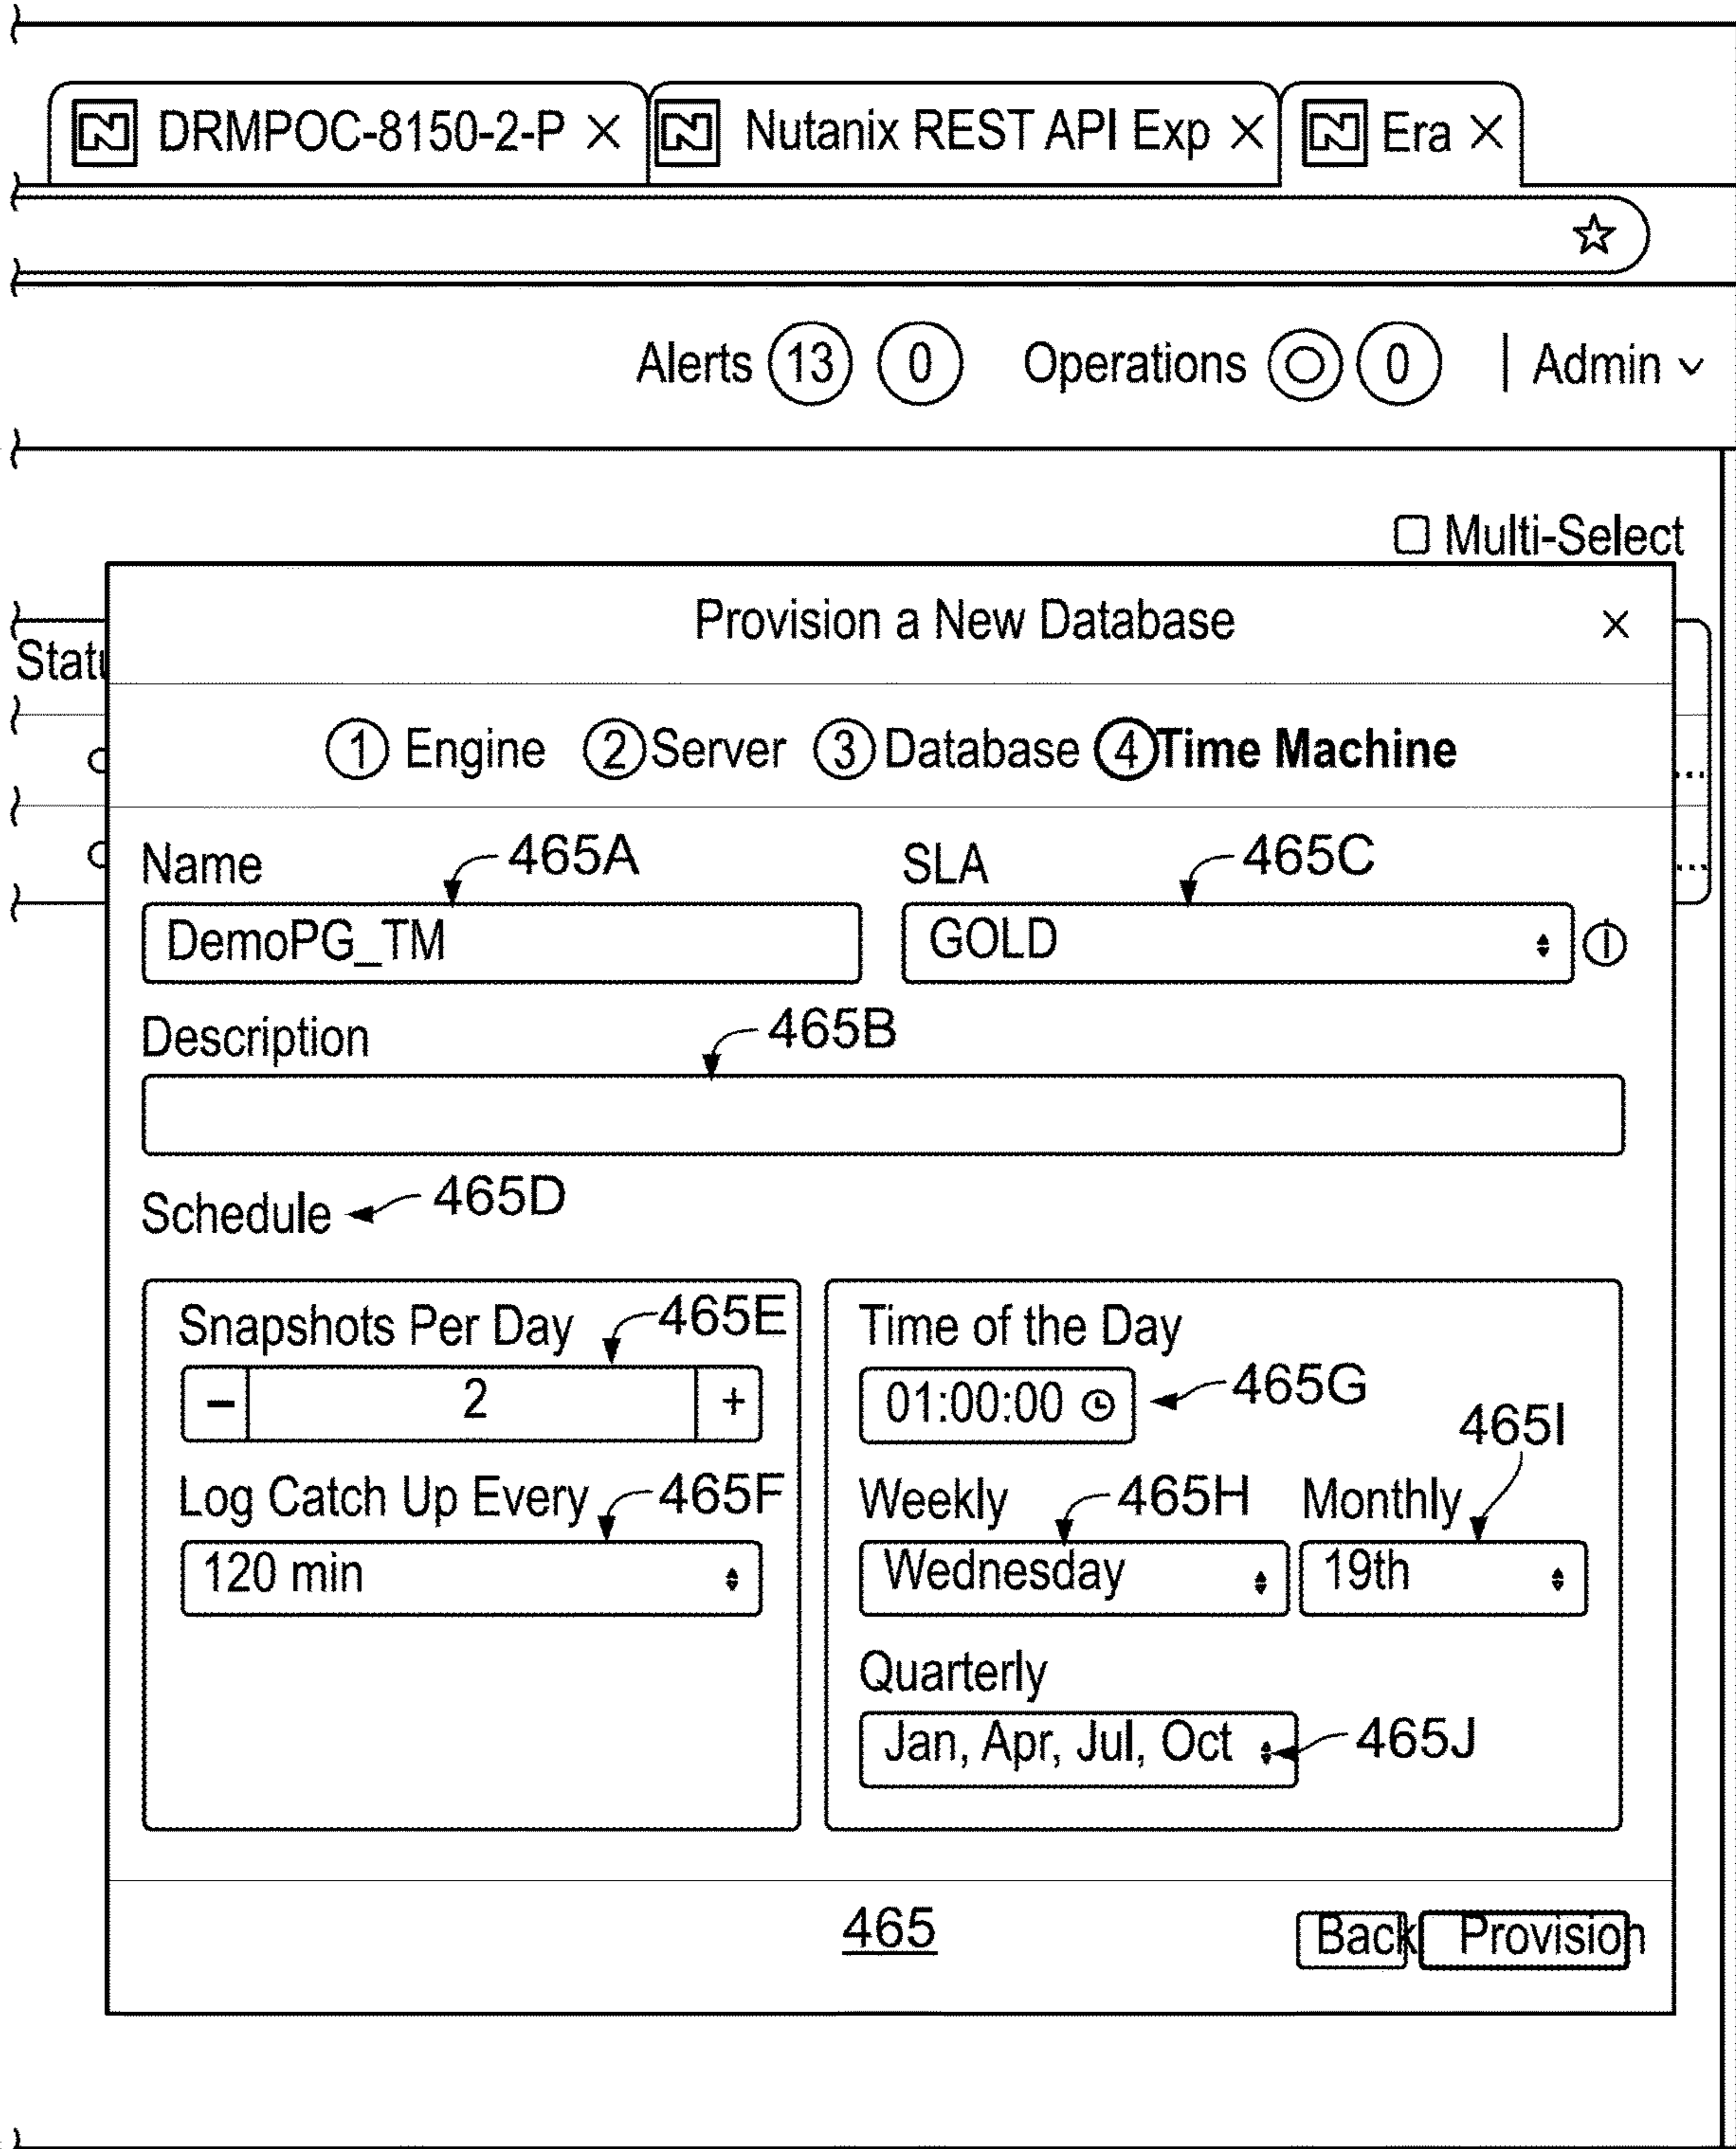 DRMPOC-8150-2-P × Nutanix REST API Exp × Era ×
Alerts 13 0 Operations 0 Admin
Multi-Select
Provision a New Database ×
1 Engine 2 Server 3 Database 4 Time Machine
Name 465A SLA 465C
DemoPG_TM GOLD
Description 465B
Schedule 465D
Snapshots Per Day 465E Time of the Day
- 2 + 01:00:00 465G
465I
Log Catch Up Every 465F Weekly 465H Monthly
120 min Wednesday 19th
Quarterly
Jan, Apr, Jul, Oct 465J
465 Back Provision